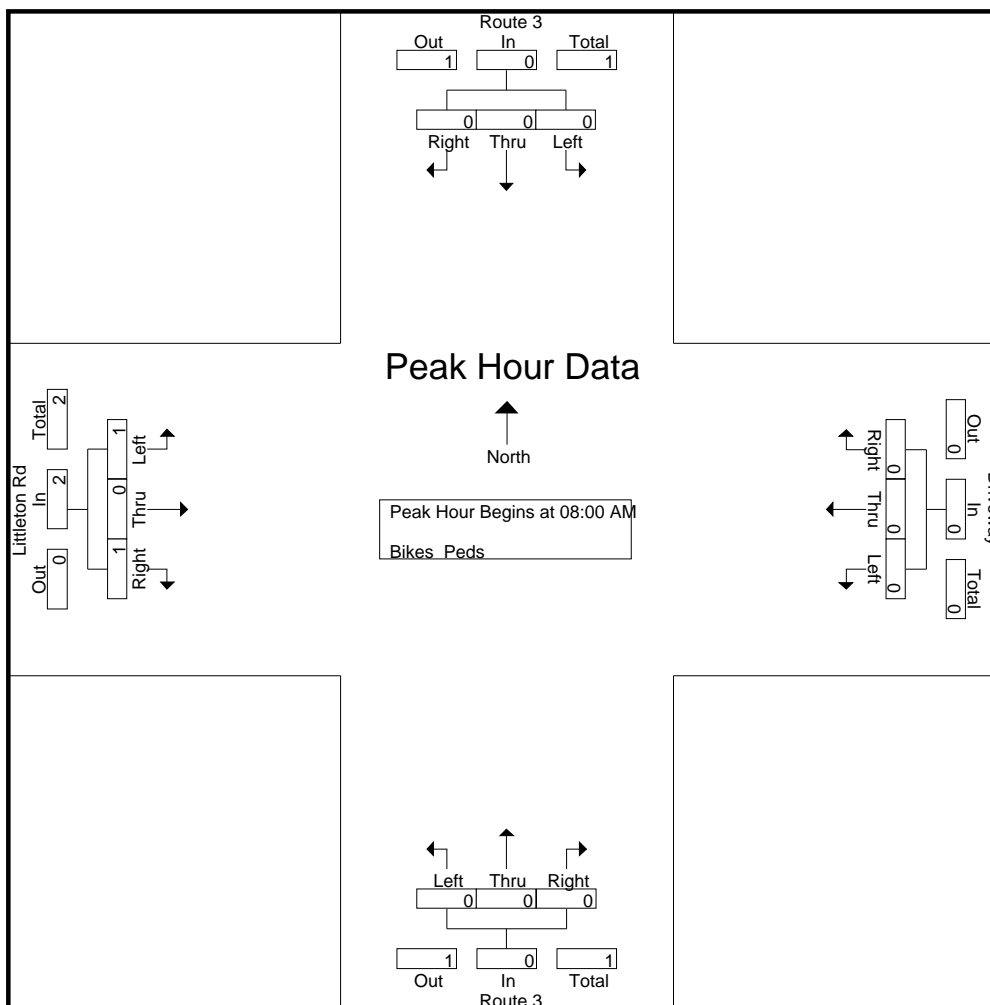 Route 3
Out In Total
1 0 1
0 0 0
Right Thru Left
Peak Hour Data
North
Peak Hour Begins at 08:00 AM
Bikes Peds
Littleton Rd
Out In Total
0 2 2
Left Thru Right
1 0 1
Right Thru Left
0 0 0
Out In Total
0 0 0
Left Thru Right
0 0 0
1 0 1
Out In Total
Route 3